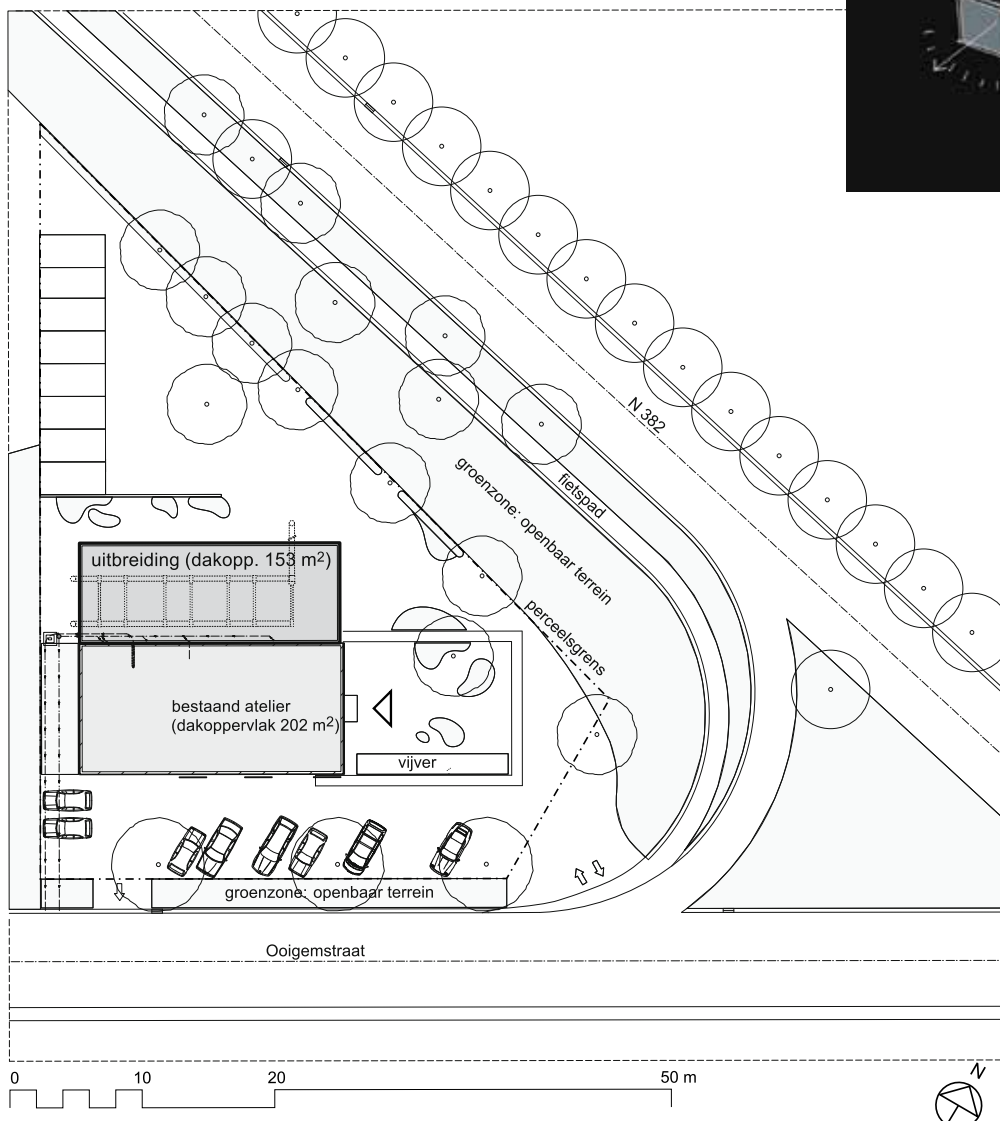 N 382
fietspad
groenzone: openbaar terrein
uitbreiding (dakopp. 153 m²)
perceelsgrens
bestaand atelier
(dakoppervlak 202 m²)
vijver
groenzone: openbaar terrein
Ooigemstraat
0 10 20 50 m
N